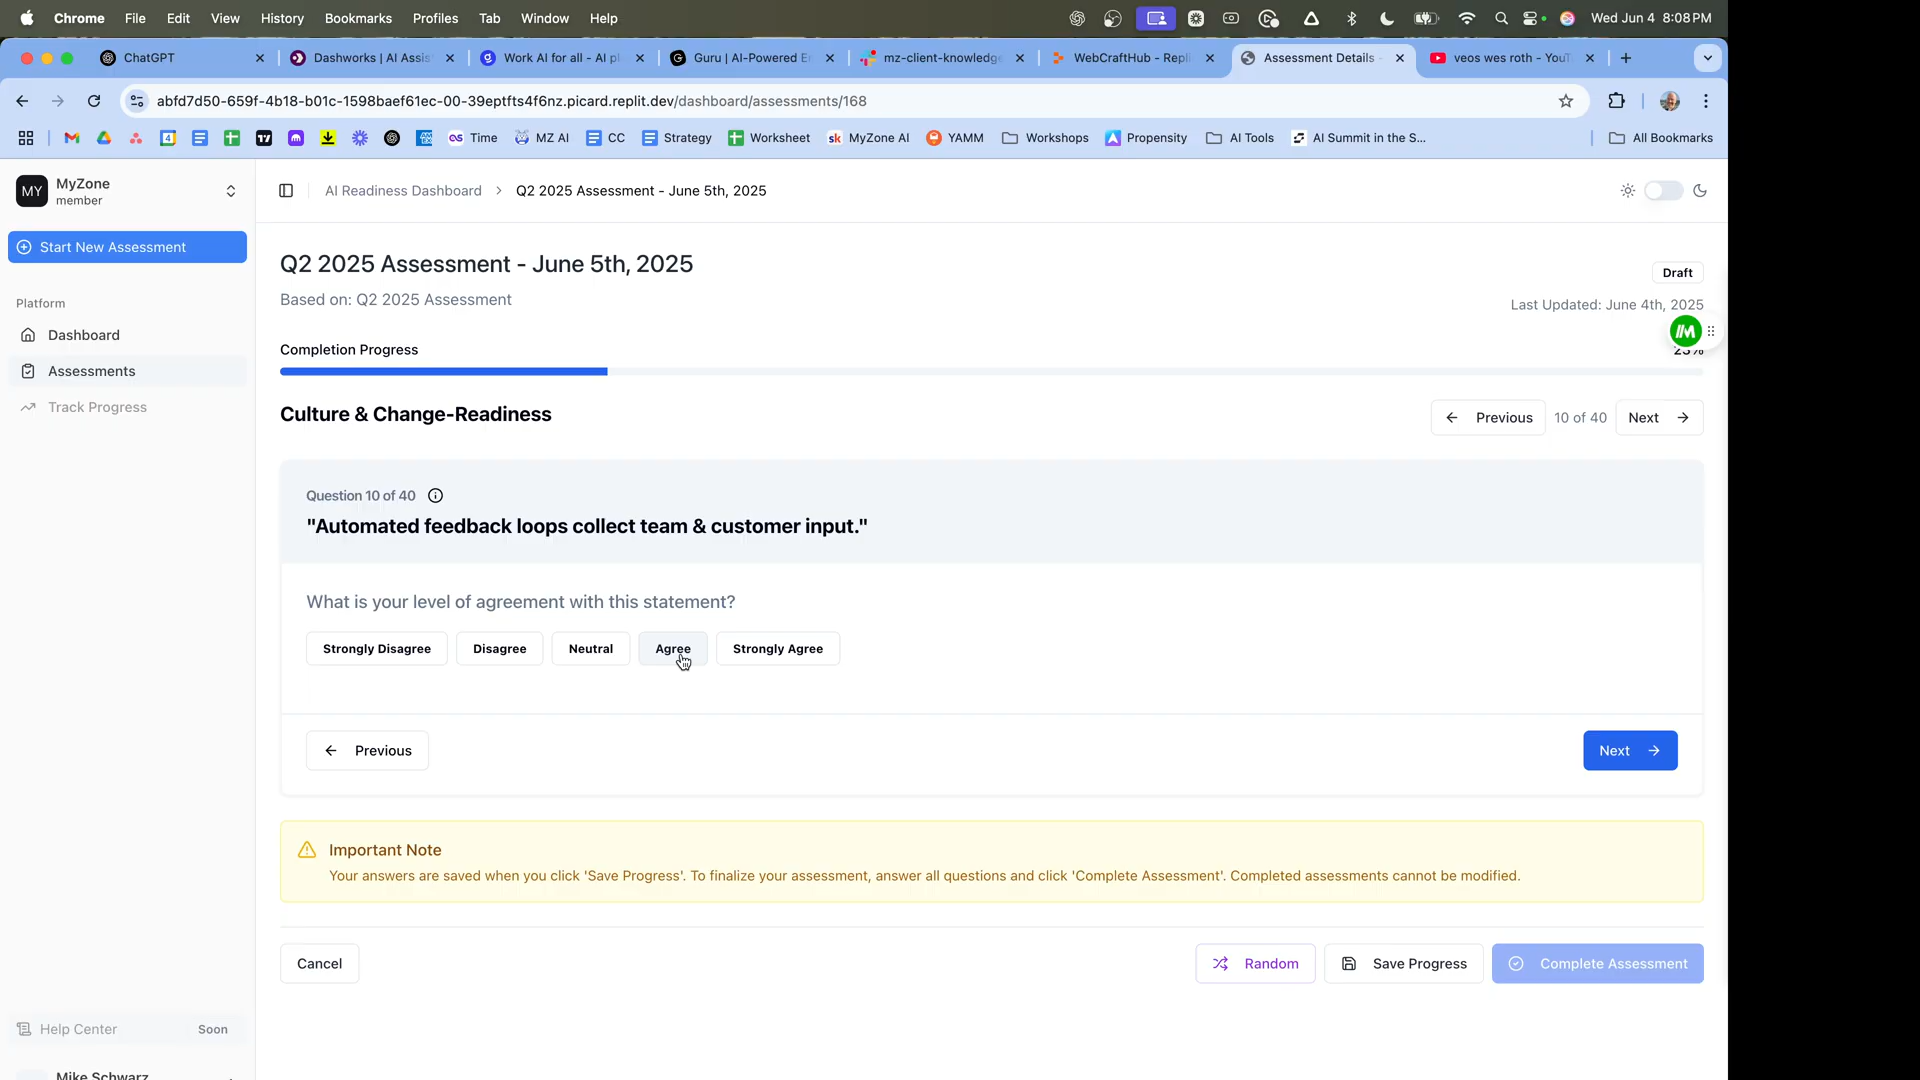 Chrome File Edit View History Bookmarks Profiles Tab Window Help Wed Jun 4 8:08 PM
ChatGPT Dashworks | AI Assis Work AI for all - AI pl Guru | AI-Powered E mz-client-knowledge WebCraftHub - Repli Assessment Details - veos wes roth - YouT
abfd7d50-659f-4b18-b01c-1598baef61ec-00-39eptfts4f6nz.picard.replit.dev/dashboard/assessments/168
Time MZ AI CC Strategy Worksheet sk MyZone AI YAMM Workshops Propensity AI Tools AI Summit in the S... All Bookmarks
MY MyZone
member
AI Readiness Dashboard > Q2 2025 Assessment - June 5th, 2025
Start New Assessment
Platform
Dashboard
Assessments
Track Progress
Q2 2025 Assessment - June 5th, 2025
Draft
Based on: Q2 2025 Assessment
Last Updated: June 4th, 2025
Completion Progress
Culture & Change-Readiness
Previous 10 of 40 Next
Question 10 of 40
"Automated feedback loops collect team & customer input."
What is your level of agreement with this statement?
Strongly Disagree Disagree Neutral Agree Strongly Agree
Previous Next
Important Note
Your answers are saved when you click 'Save Progress'. To finalize your assessment, answer all questions and click 'Complete Assessment'. Completed assessments cannot be modified.
Cancel Random Save Progress Complete Assessment
Help Center Soon
Mike Schwarz